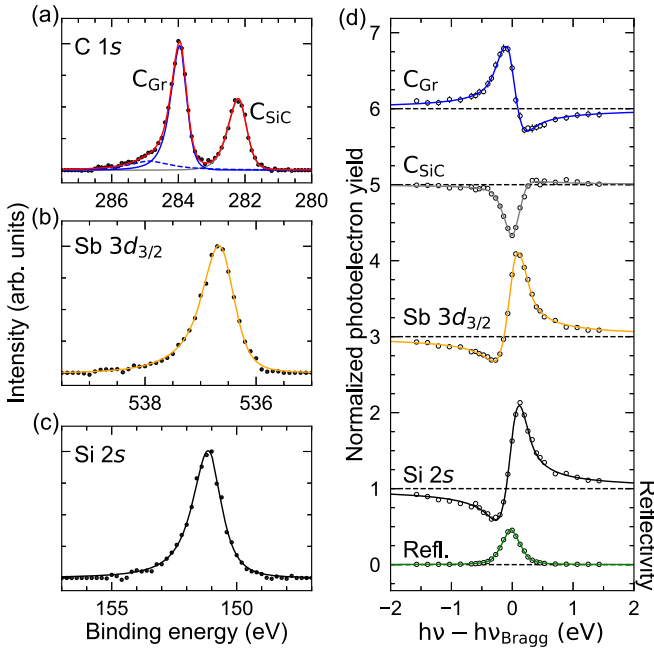 (a)
C 1s
C_Gr
C_SiC
286 284 282 280
(b)
Sb 3d_3/2
538 536
(c)
Si 2s
155 150
Binding energy (eV)
Intensity (arb. units)
(d)
7
6
5
4
3
2
1
0
C_Gr
C_SiC
Sb 3d_3/2
Si 2s
Refl.
−2 −1 0 1 2
hν − hν_Bragg (eV)
Normalized photoelectron yield
Reflectivity